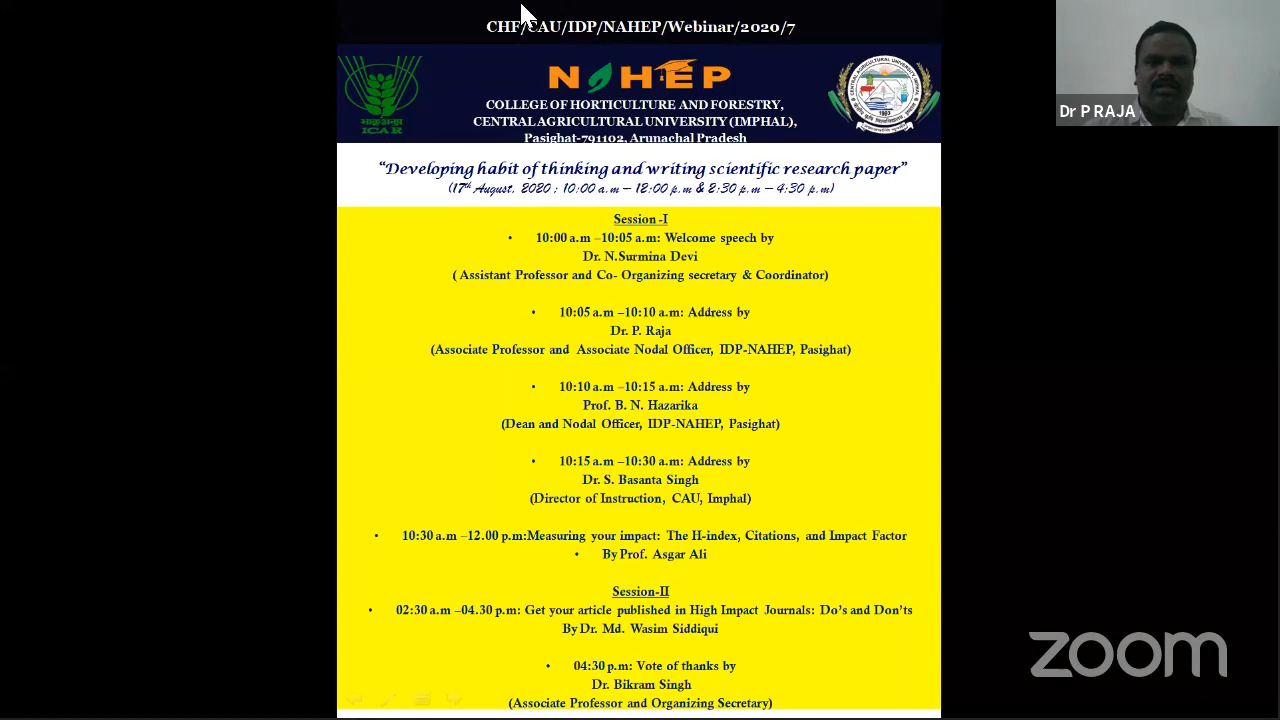 CHF/CAU/IDP/NAHEP/Webinar/2020/7
NAHEP
COLLEGE OF HORTICULTURE AND FORESTRY,
CENTRAL AGRICULTURAL UNIVERSITY (IMPHAL),
Pasighat-791102, Arunachal Pradesh
ICAR
Dr P RAJA
“Developing habit of thinking and writing scientific research paper”
(17th August, 2020 : 10:00 a.m – 12:00 p.m & 2:30 p.m – 4:30 p.m)
Session -I
• 10:00 a.m –10:05 a.m: Welcome speech by
Dr. N.Surmina Devi
( Assistant Professor and Co- Organizing secretary & Coordinator)
• 10:05 a.m –10:10 a.m: Address by
Dr. P. Raja
(Associate Professor and Associate Nodal Officer, IDP-NAHEP, Pasighat)
• 10:10 a.m –10:15 a.m: Address by
Prof. B. N. Hazarika
(Dean and Nodal Officer, IDP-NAHEP, Pasighat)
• 10:15 a.m –10:30 a.m: Address by
Dr. S. Basanta Singh
(Director of Instruction, CAU, Imphal)
• 10:30 a.m –12.00 p.m:Measuring your impact: The H-index, Citations, and Impact Factor
• By Prof. Asgar Ali
Session-II
• 02:30 a.m –04.30 p.m: Get your article published in High Impact Journals: Do’s and Don’ts
By Dr. Md. Wasim Siddiqui
• 04:30 p.m: Vote of thanks by
Dr. Bikram Singh
(Associate Professor and Organizing Secretary)
zoom